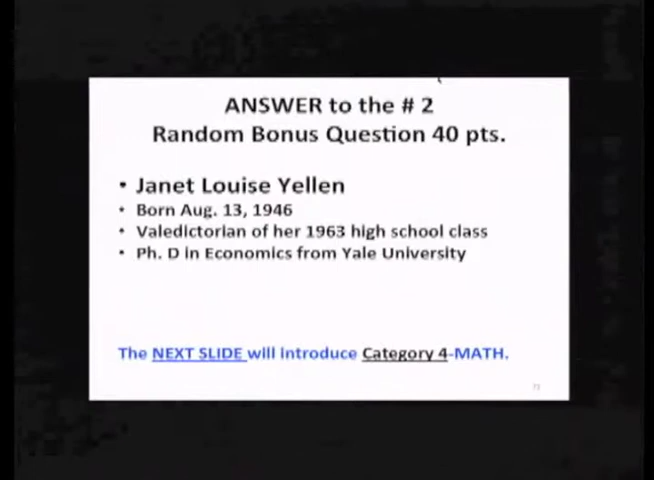 ANSWER to the # 2
Random Bonus Question 40 pts.
• Janet Louise Yellen
• Born Aug. 13, 1946
• Valedictorian of her 1963 high school class
• Ph. D in Economics from Yale University
The NEXT SLIDE will introduce Category 4-MATH.